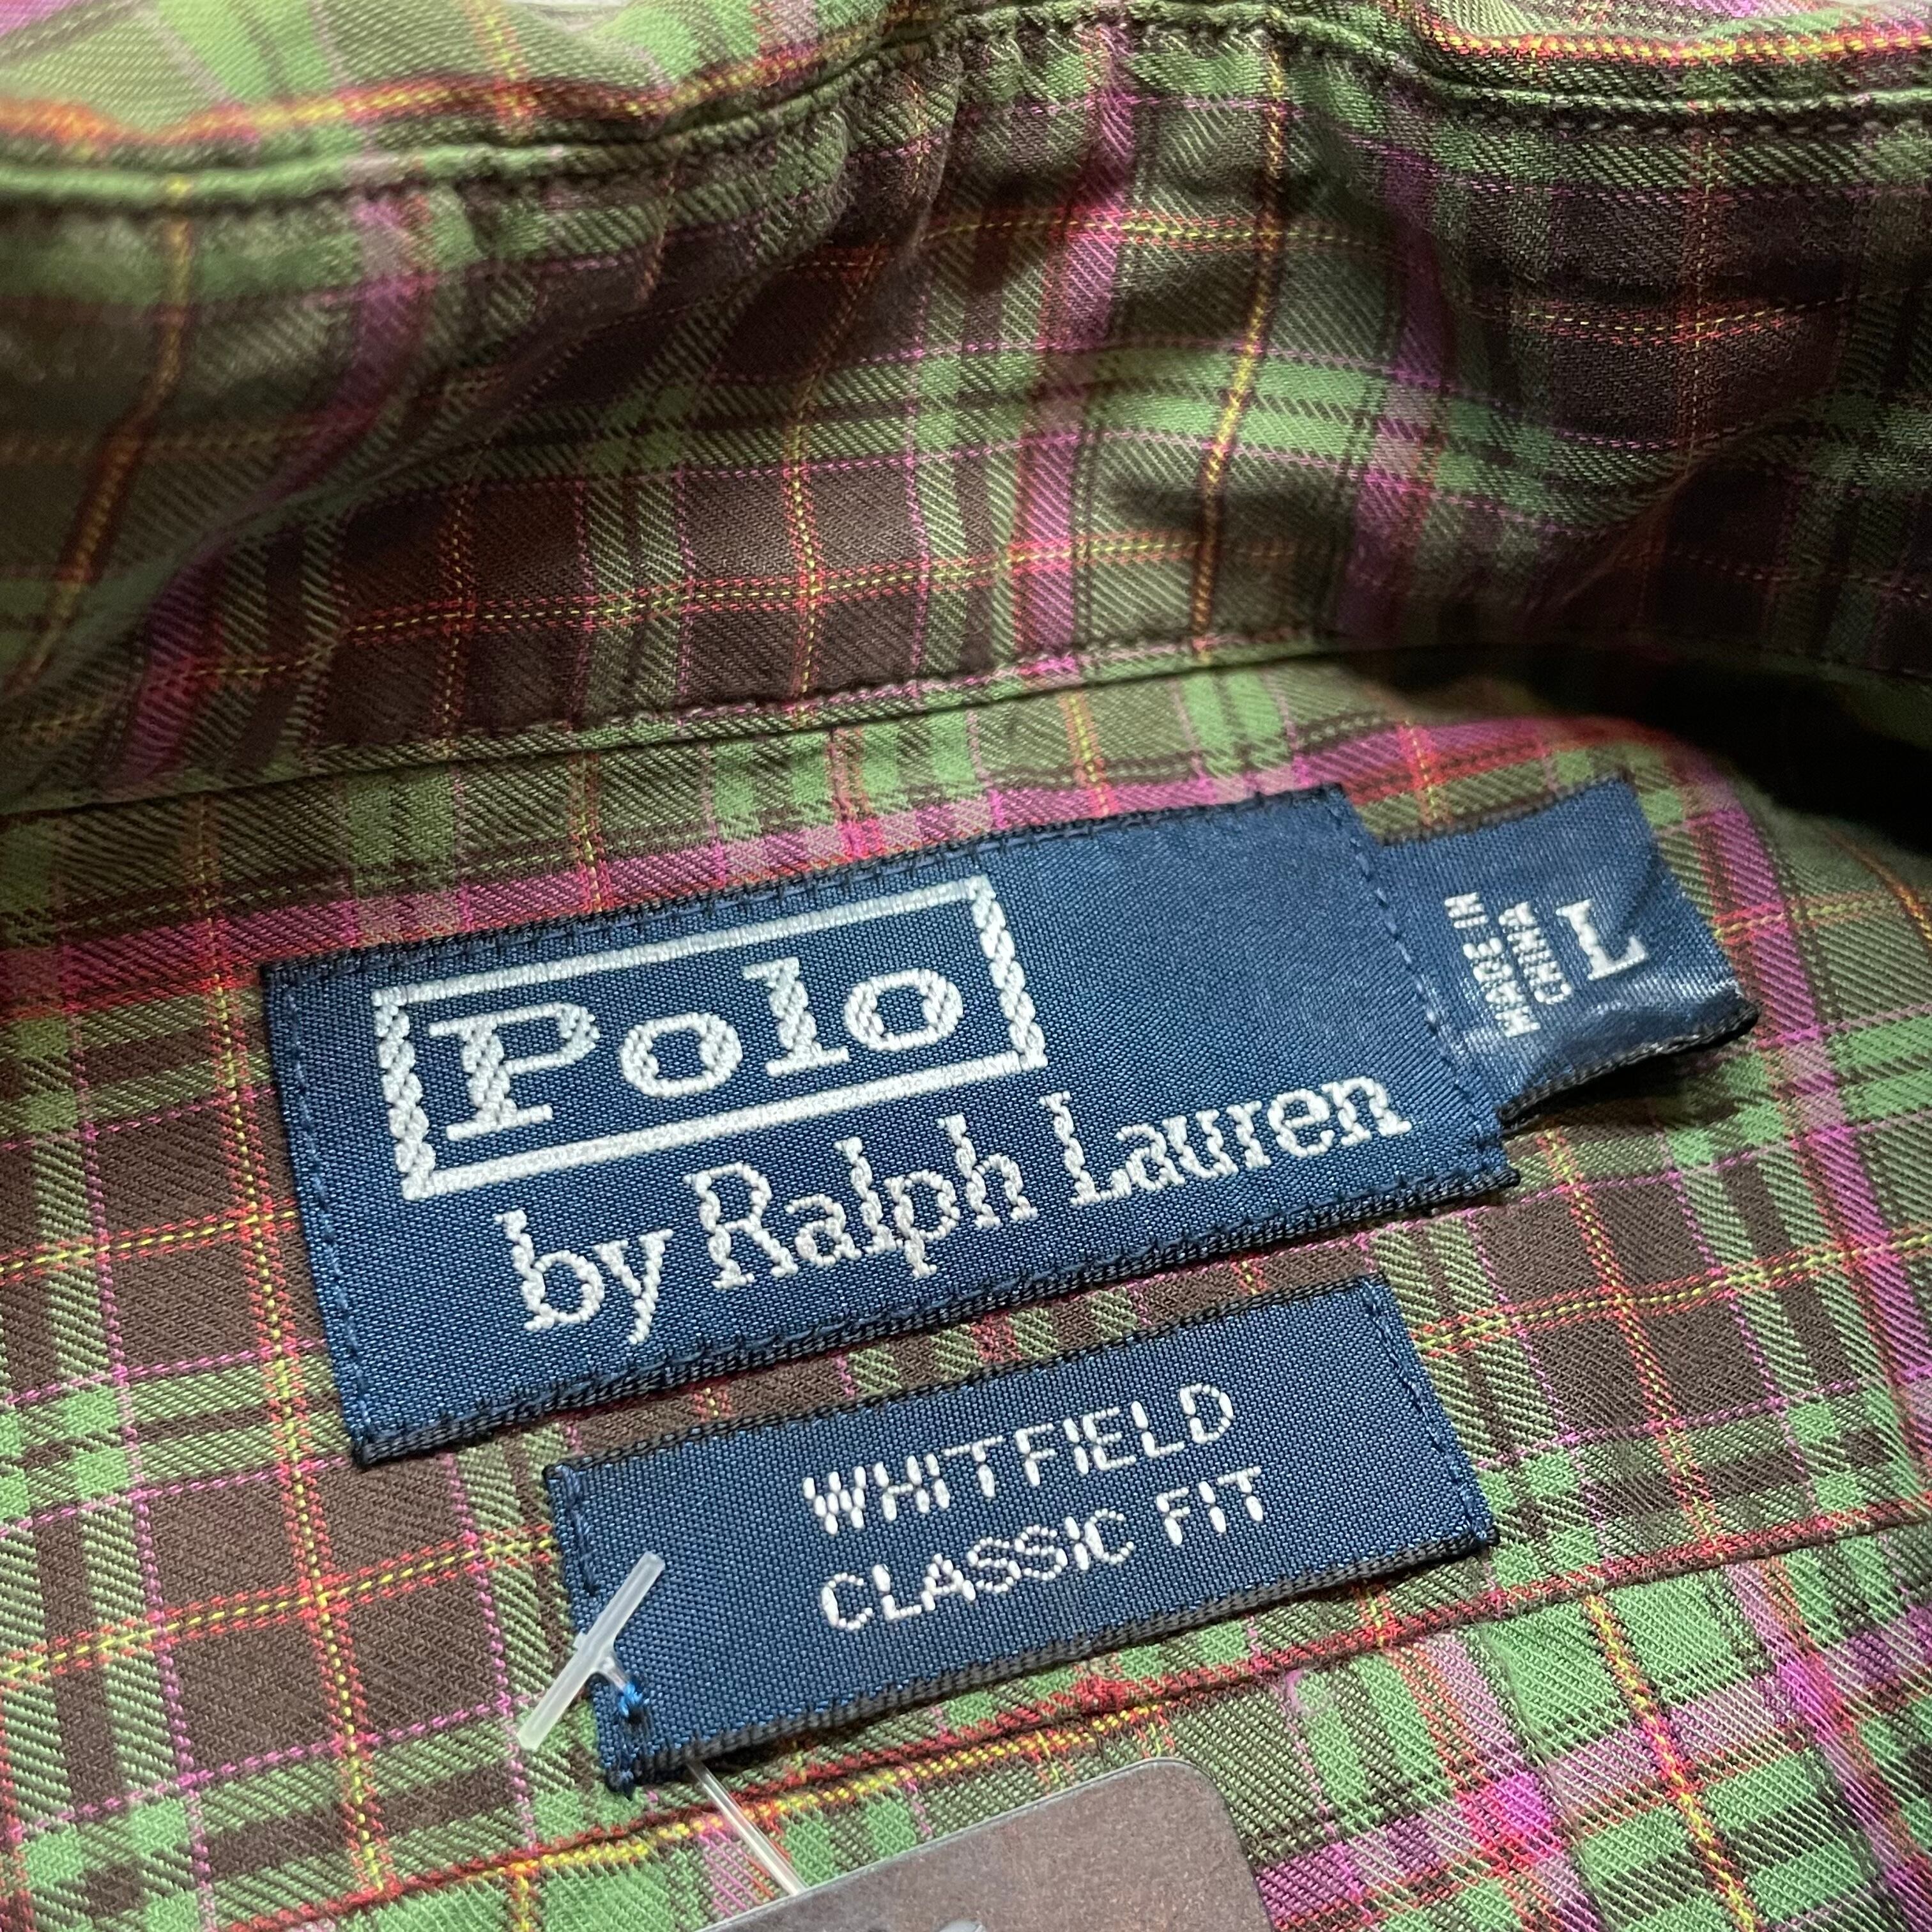 Polo
by Ralph Lauren
MADE IN
CHINA
L
WHITFIELD
CLASSIC FIT